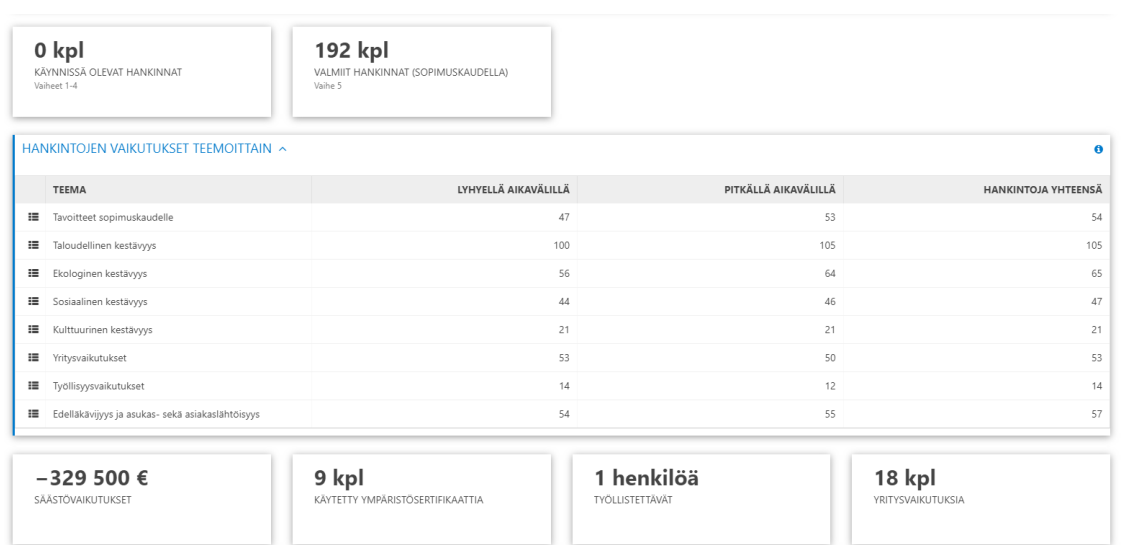 0 kpl
KÄYNNISSÄ OLEVAT HANKINNAT
Vaiheet 1-4
192 kpl
VALMIIT HANKINNAT (SOPIMUSKAUDELLA)
Vaihe 5
HANKINTOJEN VAIKUTUKSET TEEMOITTAIN
TEEMA LYHYELLÄ AIKAVÄLILLÄ PITKÄLLÄ AIKAVÄLILLÄ HANKINTOJA YHTEENSÄ
Tavoitteet sopimuskaudelle 47 53 54
Taloudellinen kestävyys 100 105 105
Ekologinen kestävyys 56 64 65
Sosiaalinen kestävyys 44 46 47
Kulttuurinen kestävyys 21 21 21
Yritysvaikutukset 53 50 53
Työllisyysvaikutukset 14 12 14
Edelläkävijyys ja asukas- sekä asiakaslähtöisyys 54 55 57
−329 500 €
SÄÄSTÖVAIKUTUKSET
9 kpl
KÄYTETTY YMPÄRISTÖSERTIFIKAATTIA
1 henkilöä
TYÖLLISTETTÄVÄT
18 kpl
YRITYSVAIKUTUKSIA